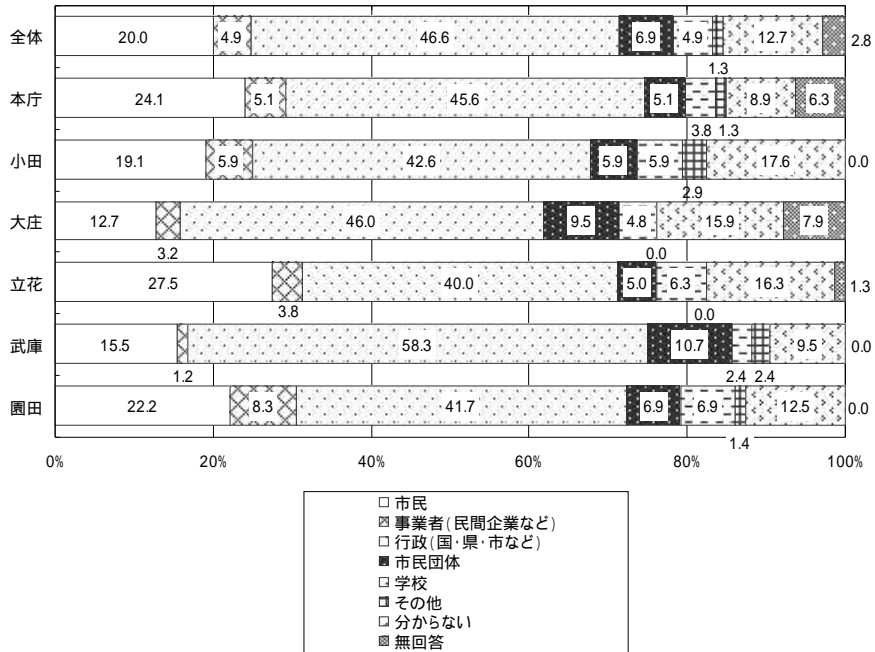 全体 20.0 4.9 46.6 6.9 4.9 12.7 2.8
1.3
本庁 24.1 5.1 45.6 5.1 8.9 6.3
3.8 1.3
小田 19.1 5.9 42.6 5.9 5.9 17.6 0.0
2.9
大庄 12.7 46.0 9.5 4.8 15.9 7.9
3.2 0.0
立花 27.5 40.0 5.0 6.3 16.3 1.3
3.8 0.0
武庫 15.5 58.3 10.7 9.5 0.0
1.2 2.4 2.4
園田 22.2 8.3 41.7 6.9 6.9 12.5 0.0
1.4
0% 20% 40% 60% 80% 100%
市民
事業者(民間企業など)
行政(国・県・市など)
市民団体
学校
その他
分からない
無回答